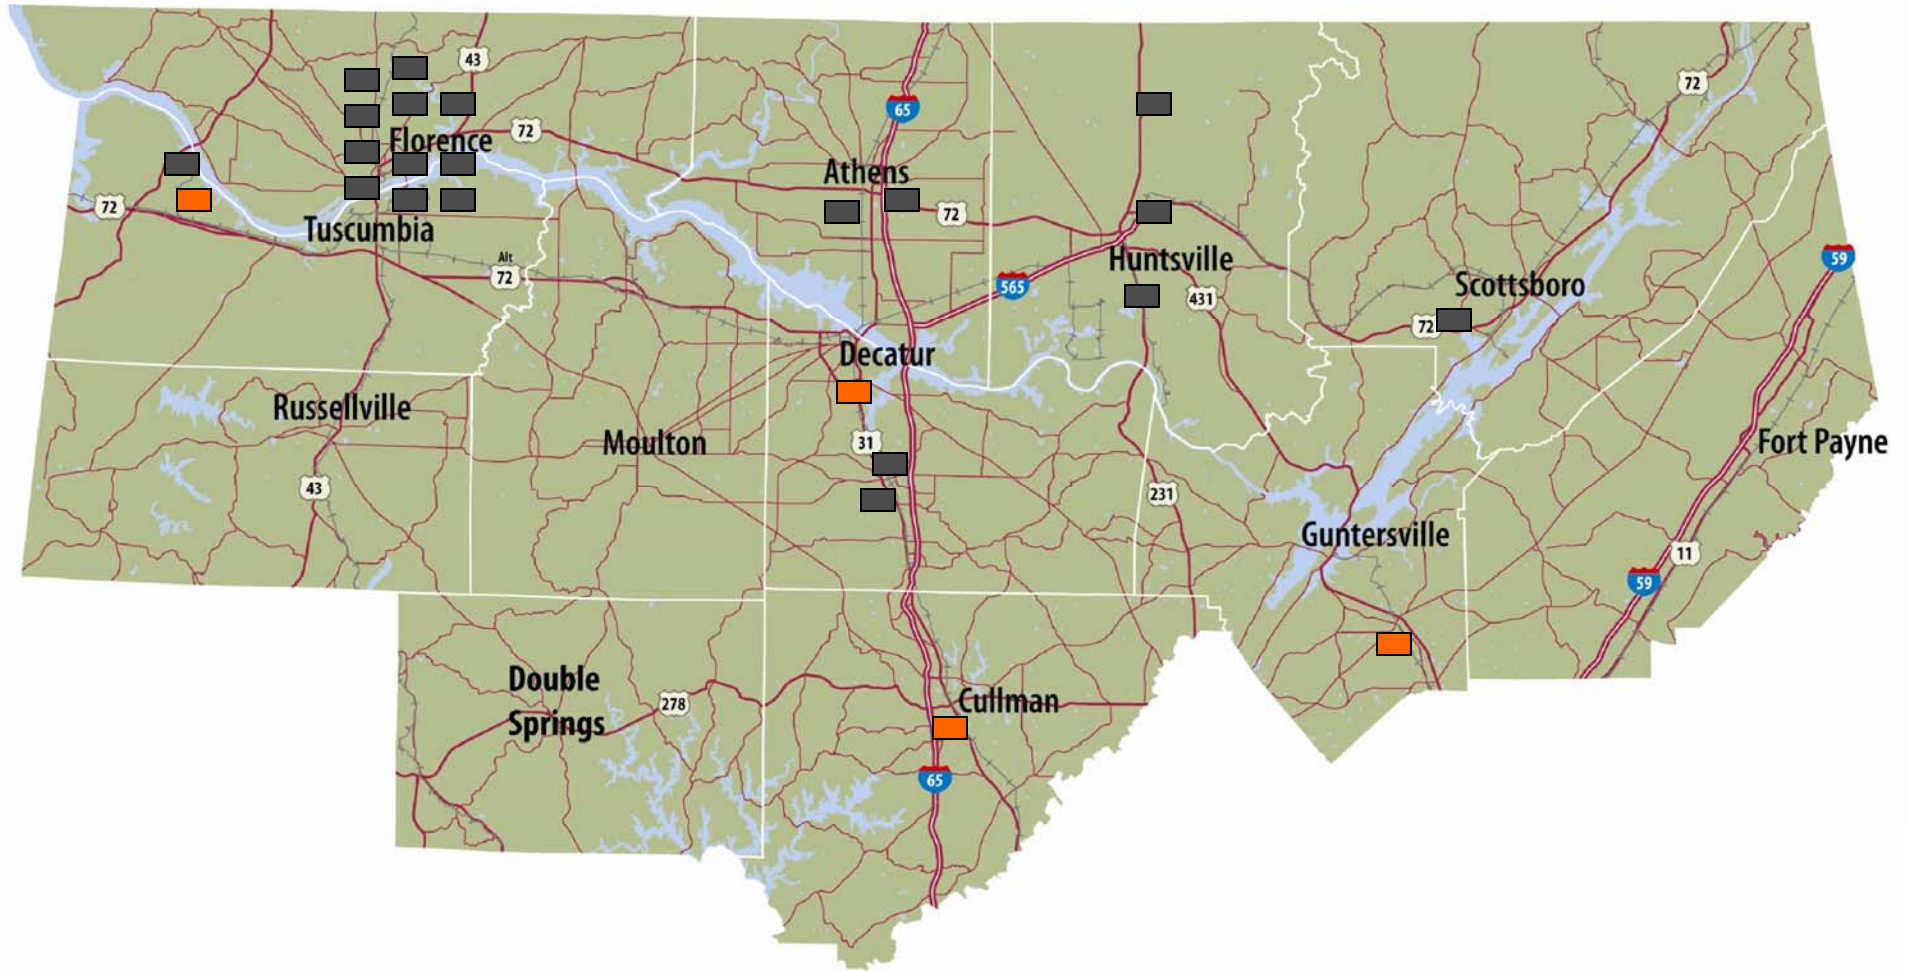 43
72
65
72
Florence
72
Athens
72
72
Tuscumbia
Alt
72
Huntsville
59
565
431
Scottsboro
72
Decatur
Russellville
Moulton
31
Fort Payne
43
231
Guntersville
11
59
Double
Springs
278
Cullman
65